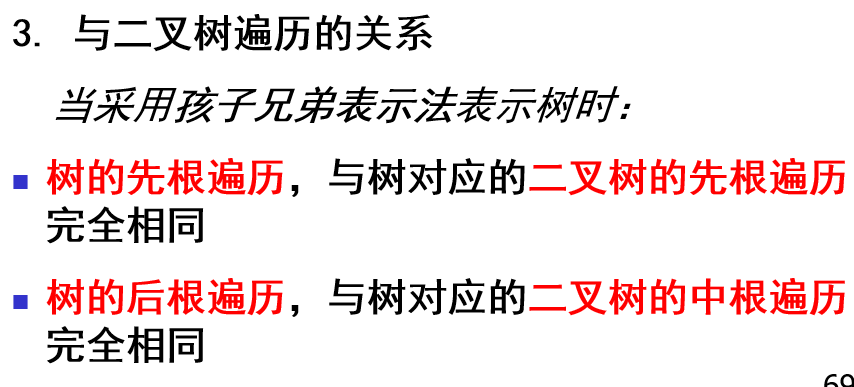 3. 与二叉树遍历的关系
当采用孩子兄弟表示法表示树时：
■ 树的先根遍历，与树对应的二叉树的先根遍历
完全相同
■ 树的后根遍历，与树对应的二叉树的中根遍历
完全相同
69